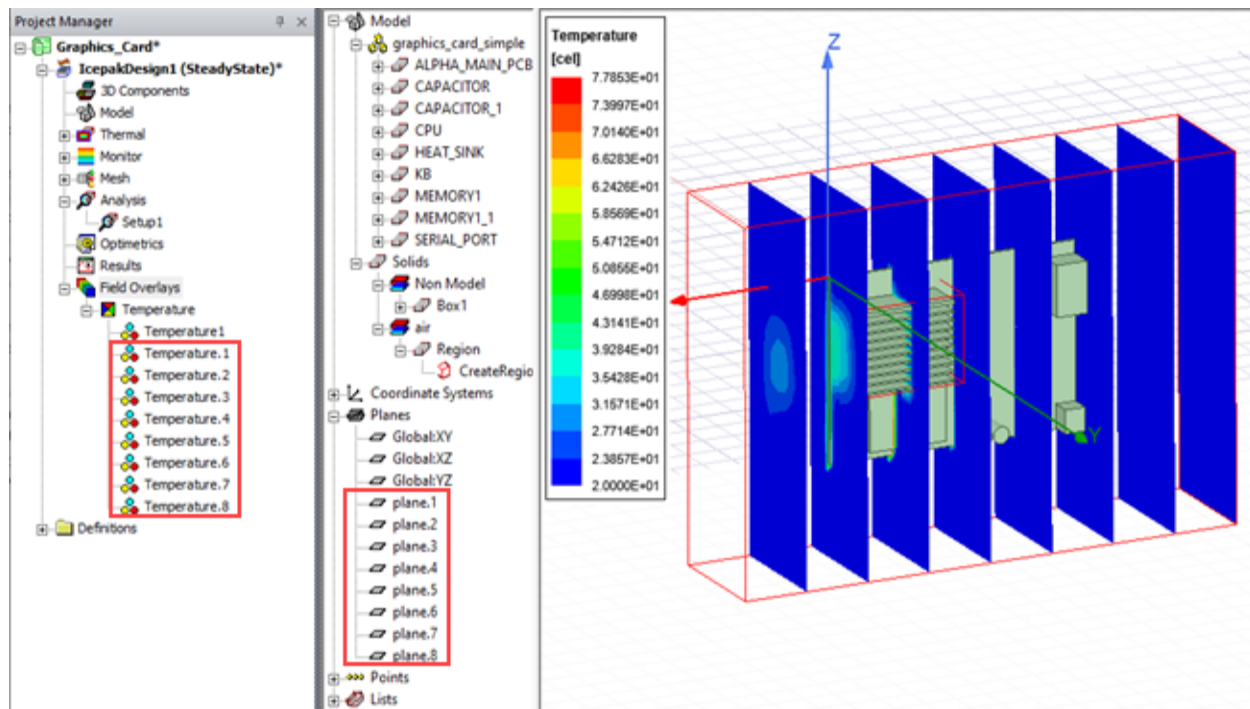 Project Manager
Graphics_Card*
IcepakDesign1 (SteadyState)*
3D Components
Model
Thermal
Monitor
Mesh
Analysis
Setup1
Optimetrics
Results
Field Overlays
Temperature
Temperature1
Temperature.1
Temperature.2
Temperature.3
Temperature.4
Temperature.5
Temperature.6
Temperature.7
Temperature.8
Definitions
Model
graphics_card_simple
ALPHA_MAIN_PCB
CAPACITOR
CAPACITOR_1
CPU
HEAT_SINK
KB
MEMORY1
MEMORY1_1
SERIAL_PORT
Solids
Non Model
Box1
air
Region
CreateRegio
Coordinate Systems
Planes
Global:XY
Global:XZ
Global:YZ
plane.1
plane.2
plane.3
plane.4
plane.5
plane.6
plane.7
plane.8
Points
Lists
Temperature
[cel]
7.7853E+01
7.3997E+01
7.0140E+01
6.6283E+01
6.2426E+01
5.8569E+01
5.4712E+01
5.0855E+01
4.6998E+01
4.3141E+01
3.9284E+01
3.5428E+01
3.1571E+01
2.7714E+01
2.3857E+01
2.0000E+01
Z
Y